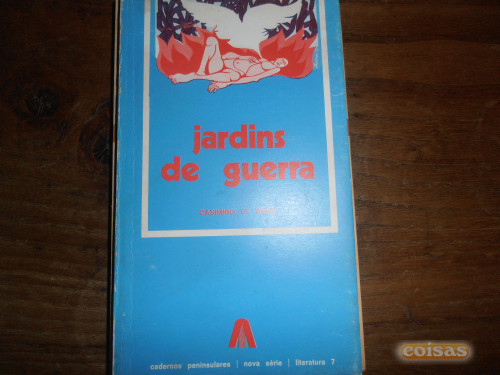 jardins
de guerra
cadernos peninsulares | nova série | literatura 7
coisas